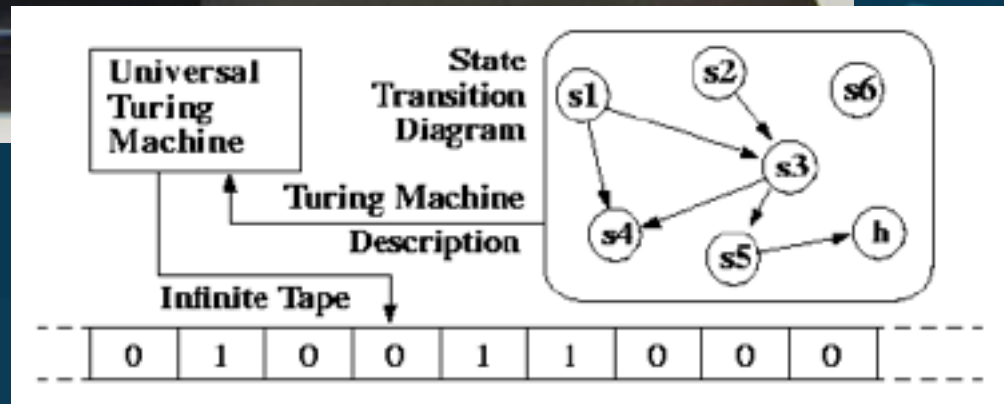 Universal
Turing
Machine
State
Transition
Diagram
s1
s2
s6
s3
s4
s5
h
Turing Machine
Description
Infinite Tape
0 1 0 0 1 1 0 0 0